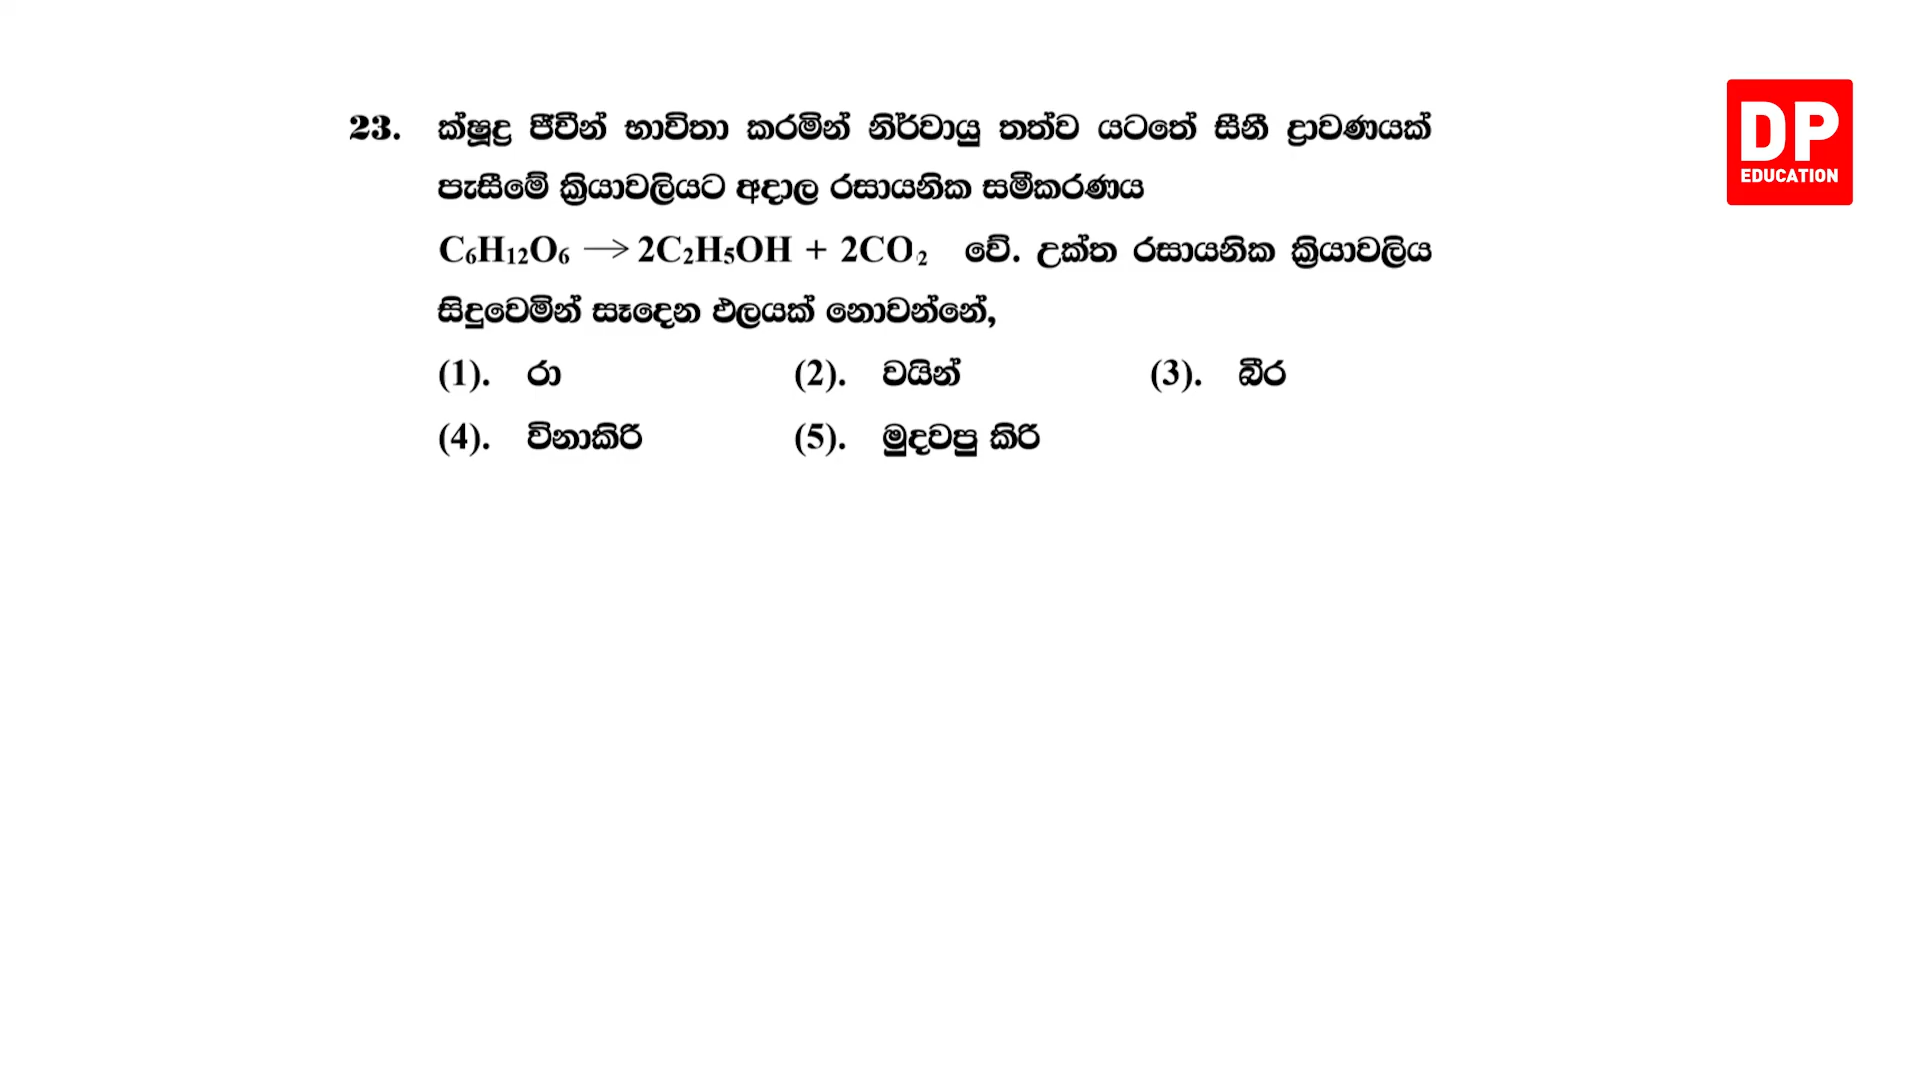 DP
EDUCATION
23. ක්ෂුද්‍ර ජීවීන් භාවිතා කරමින් නිර්වායු තත්ව යටතේ සීනී ද්‍රාවණයක්
පැසීමේ ක්‍රියාවලියට අදාල රසායනික සමීකරණය
C₆H₁₂O₆ → 2C₂H₅OH + 2CO₂ වේ. උක්ත රසායනික ක්‍රියාවලිය
සිදුවෙමින් සෑදෙන ඵලයක් නොවන්නේ,
(1). රා (2). වයින් (3). බීර
(4). විනාකිරි (5). මුදවපු කිරි